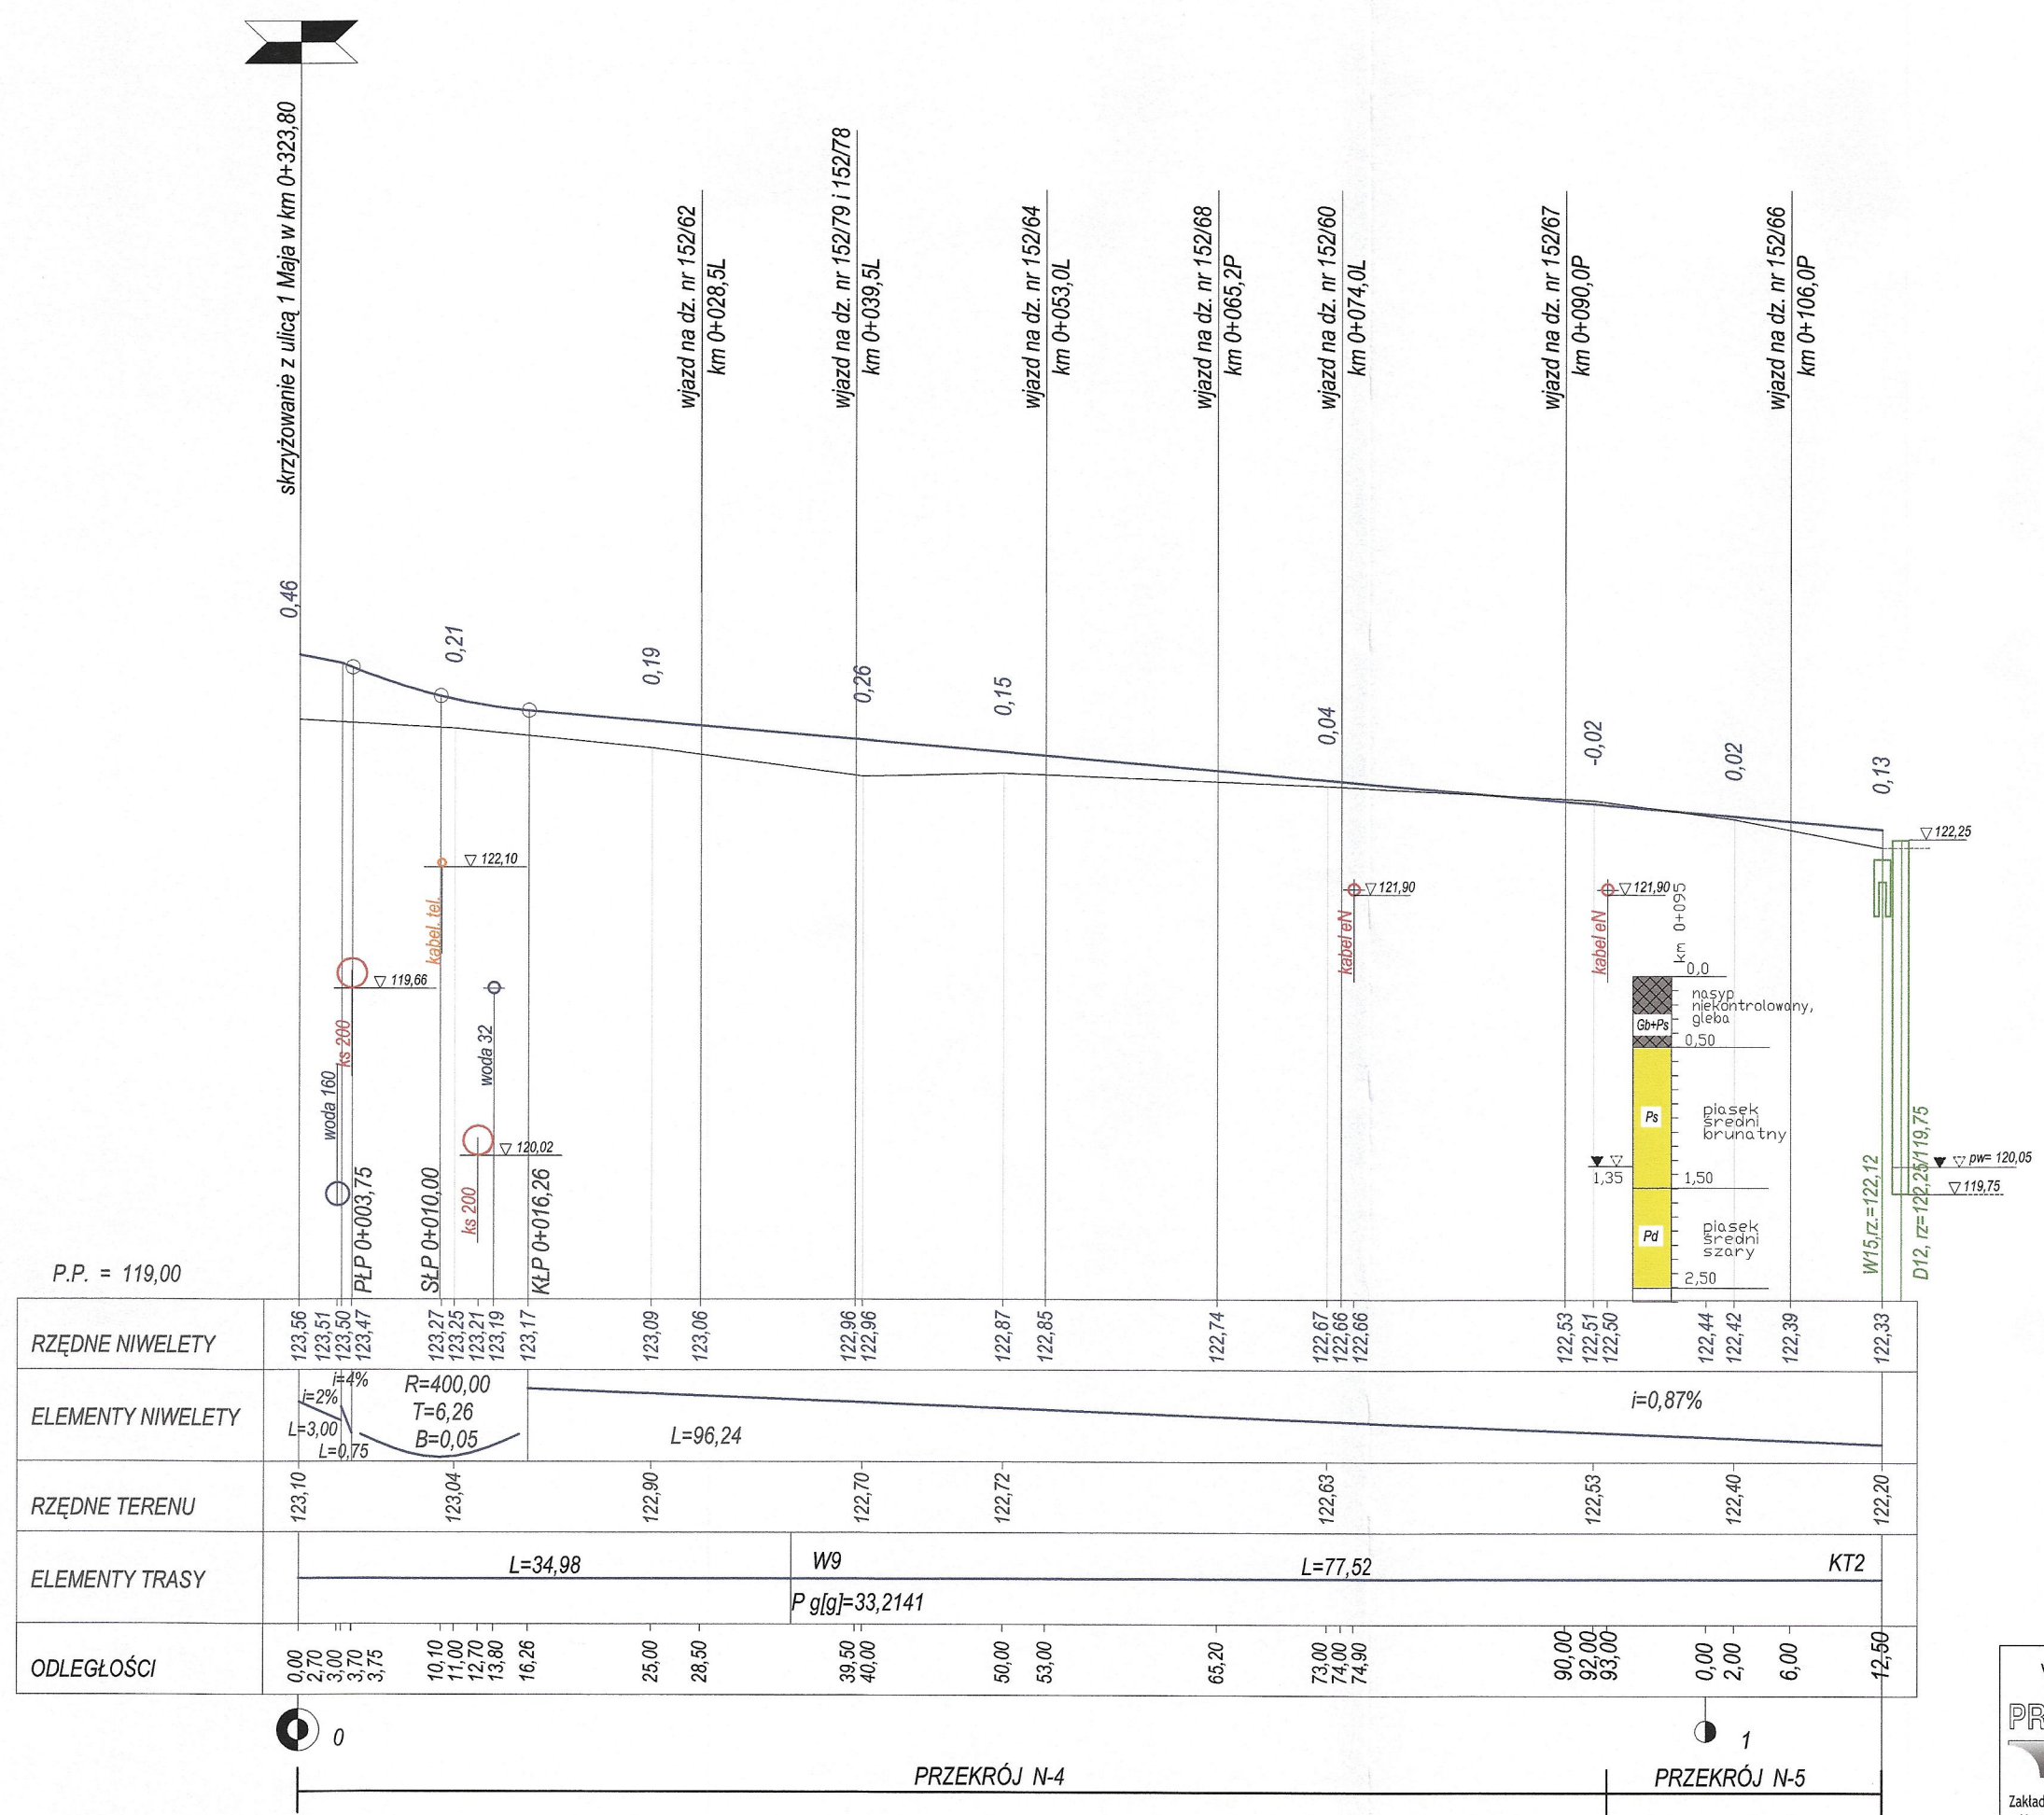 skrzyżowanie z ulicą 1 Maja w km 0+323,80
wjazd na dz. nr 152/62
km 0+028,5L
wjazd na dz. nr 152/79 i 152/78
km 0+039,5L
wjazd na dz. nr 152/64
km 0+053,0L
wjazd na dz. nr 152/68
km 0+065,2P
wjazd na dz. nr 152/60
km 0+074,0L
wjazd na dz. nr 152/67
km 0+090,0P
wjazd na dz. nr 152/66
km 0+106,0P
0,46
0,21
0,19
0,26
0,15
0,04
-0,02
0,02
0,13
122,25
122,10
kabel. tel.
119,66
ks 200
woda 160
woda 32
120,02
ks 200
PŁP 0+003,75
SŁP 0+010,00
KŁP 0+016,26
121,90
kabel eN
121,90
kabel eN
km 0+095
0,0
nasyp
niekontrolowany,
gleba
Gb+Ps
0,50
Ps
piasek
średni
brunatny
1,35
1,50
Pd
piasek
średni
szary
2,50
W15,rz.=122,12
D12, rz=122,25/119,75
pw= 120,05
119,75
P.P. = 119,00
RZĘDNE NIWELETY
123,56
123,51
123,50
123,47
123,27
123,25
123,21
123,19
123,17
123,09
123,06
122,96
122,96
122,87
122,85
122,74
122,67
122,66
122,66
122,53
122,51
122,50
122,44
122,42
122,39
122,33
ELEMENTY NIWELETY
i=2%
L=3,00
i=4%
L=0,75
R=400,00
T=6,26
B=0,05
L=96,24
i=0,87%
RZĘDNE TERENU
123,10
123,04
122,90
122,70
122,72
122,63
122,53
122,40
122,20
ELEMENTY TRASY
L=34,98
W9
P g[g]=33,2141
L=77,52
KT2
ODLEGŁOŚCI
0,00
2,70
3,00
3,70
3,75
10,10
11,00
12,70
13,80
16,26
25,00
28,50
39,50
40,00
50,00
53,00
65,20
73,00
74,00
74,90
90,00
92,00
93,00
0,00
2,00
6,00
12,50
0
1
PRZEKRÓJ N-4
PRZEKRÓJ N-5
PR
Zakład